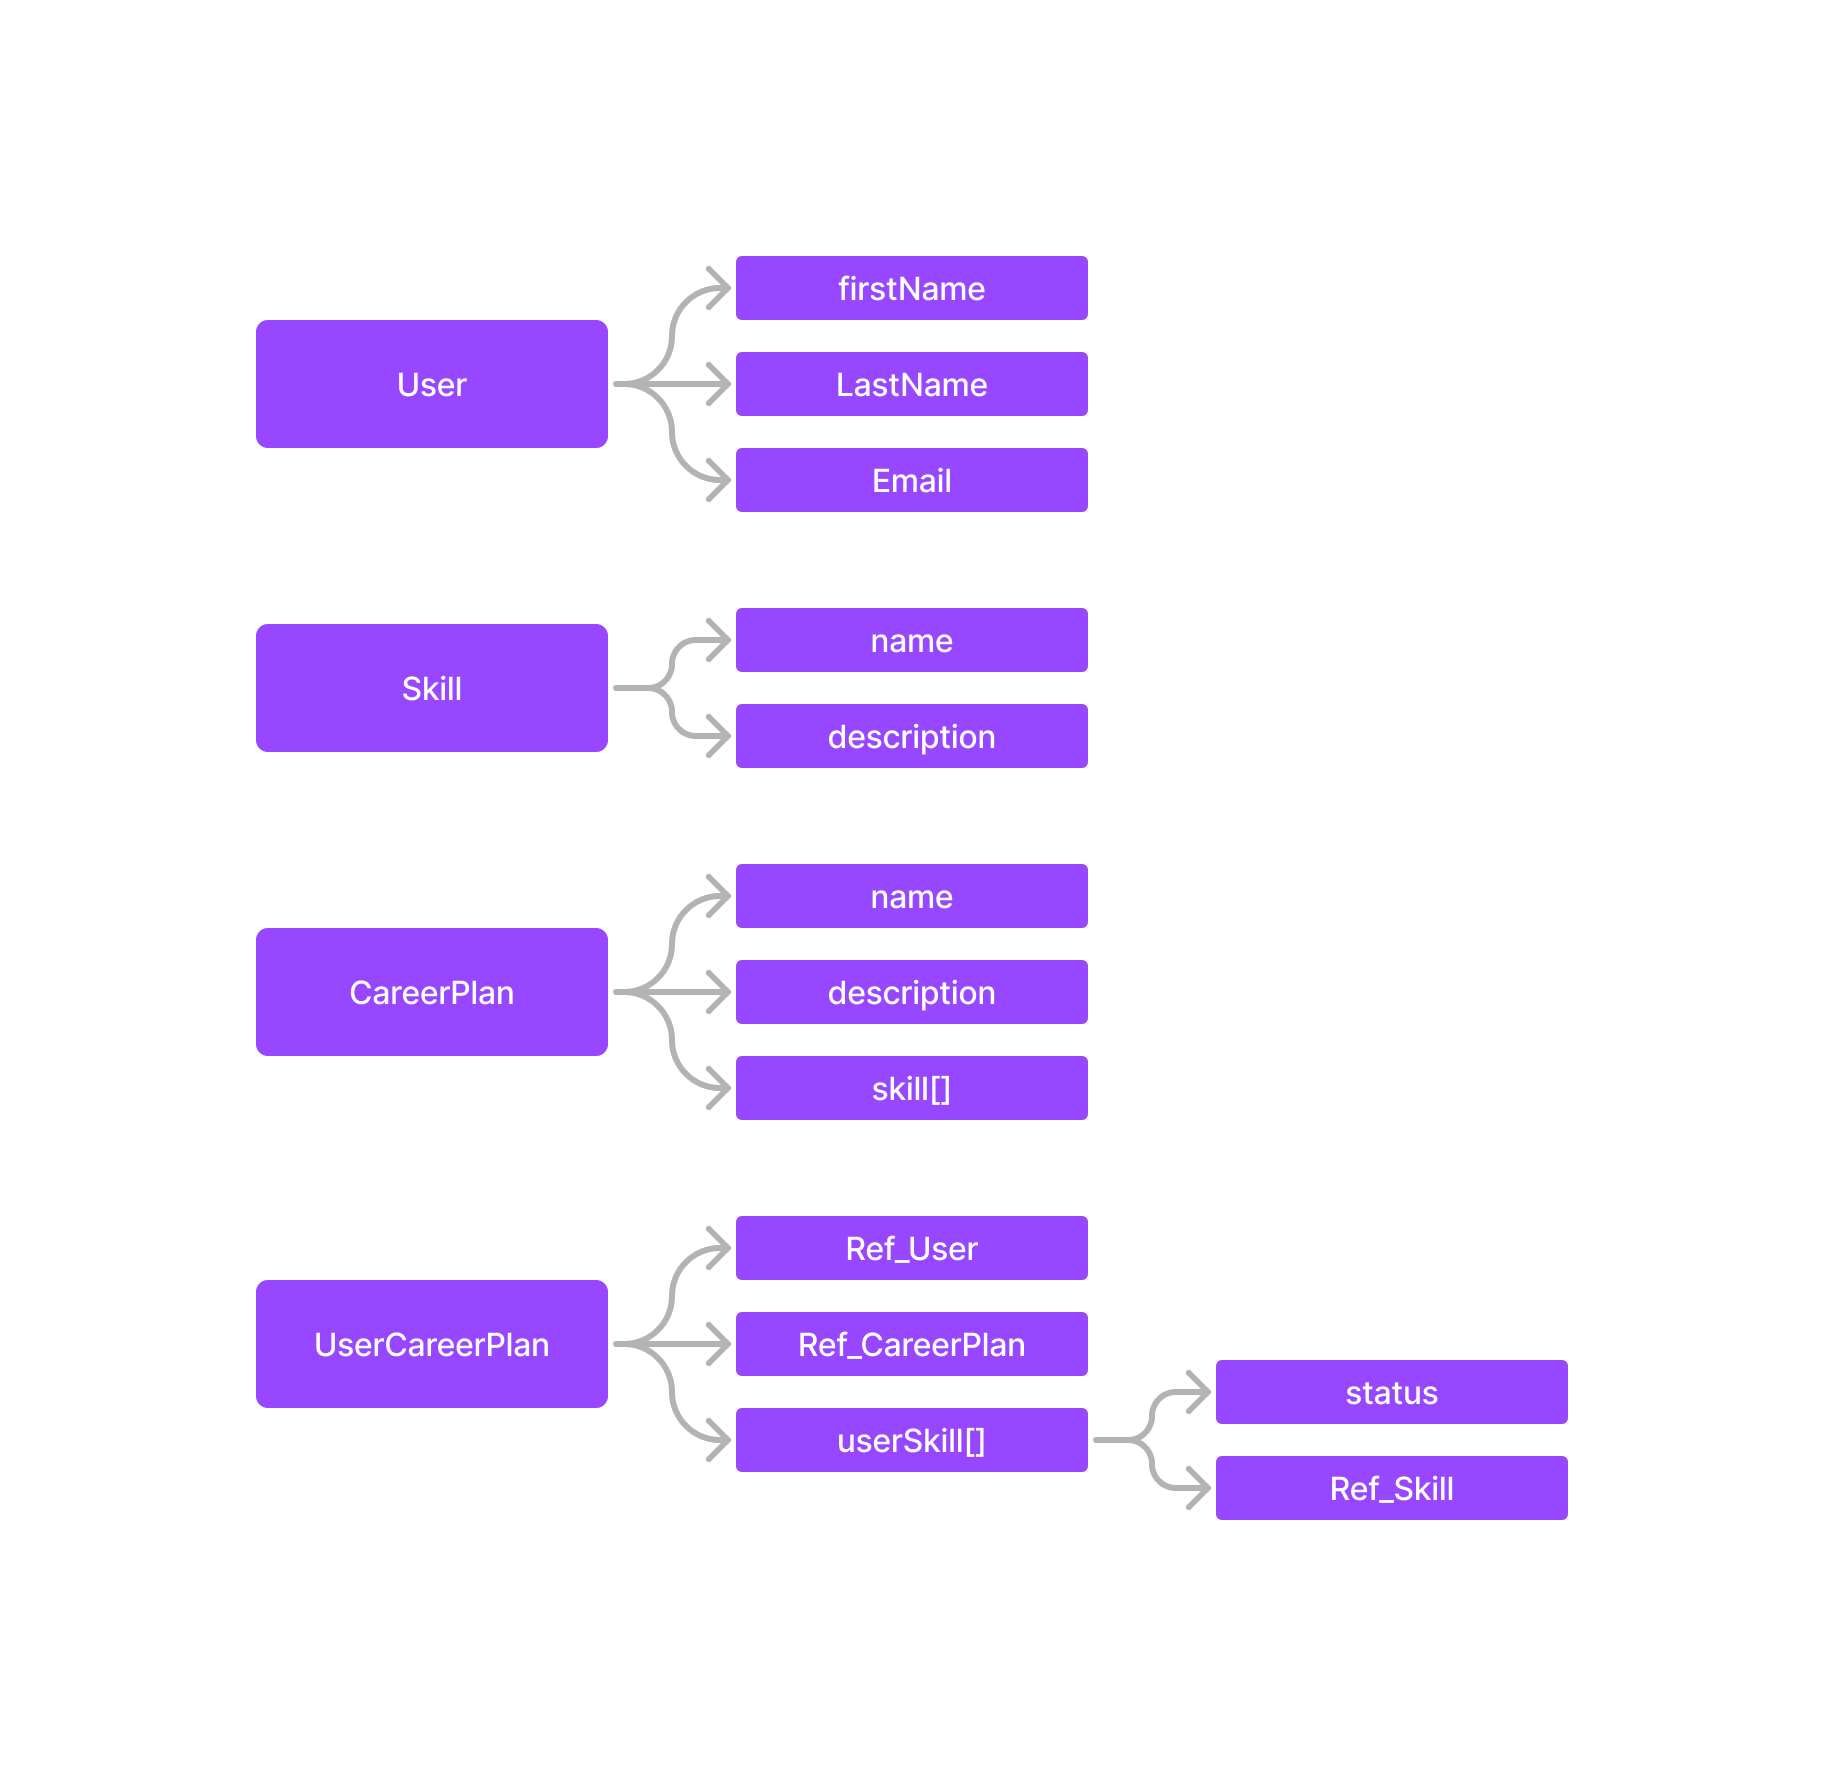 User
firstName
LastName
Email
Skill
name
description
CareerPlan
name
description
skill[]
UserCareerPlan
Ref_User
Ref_CareerPlan
userSkill[]
status
Ref_Skill